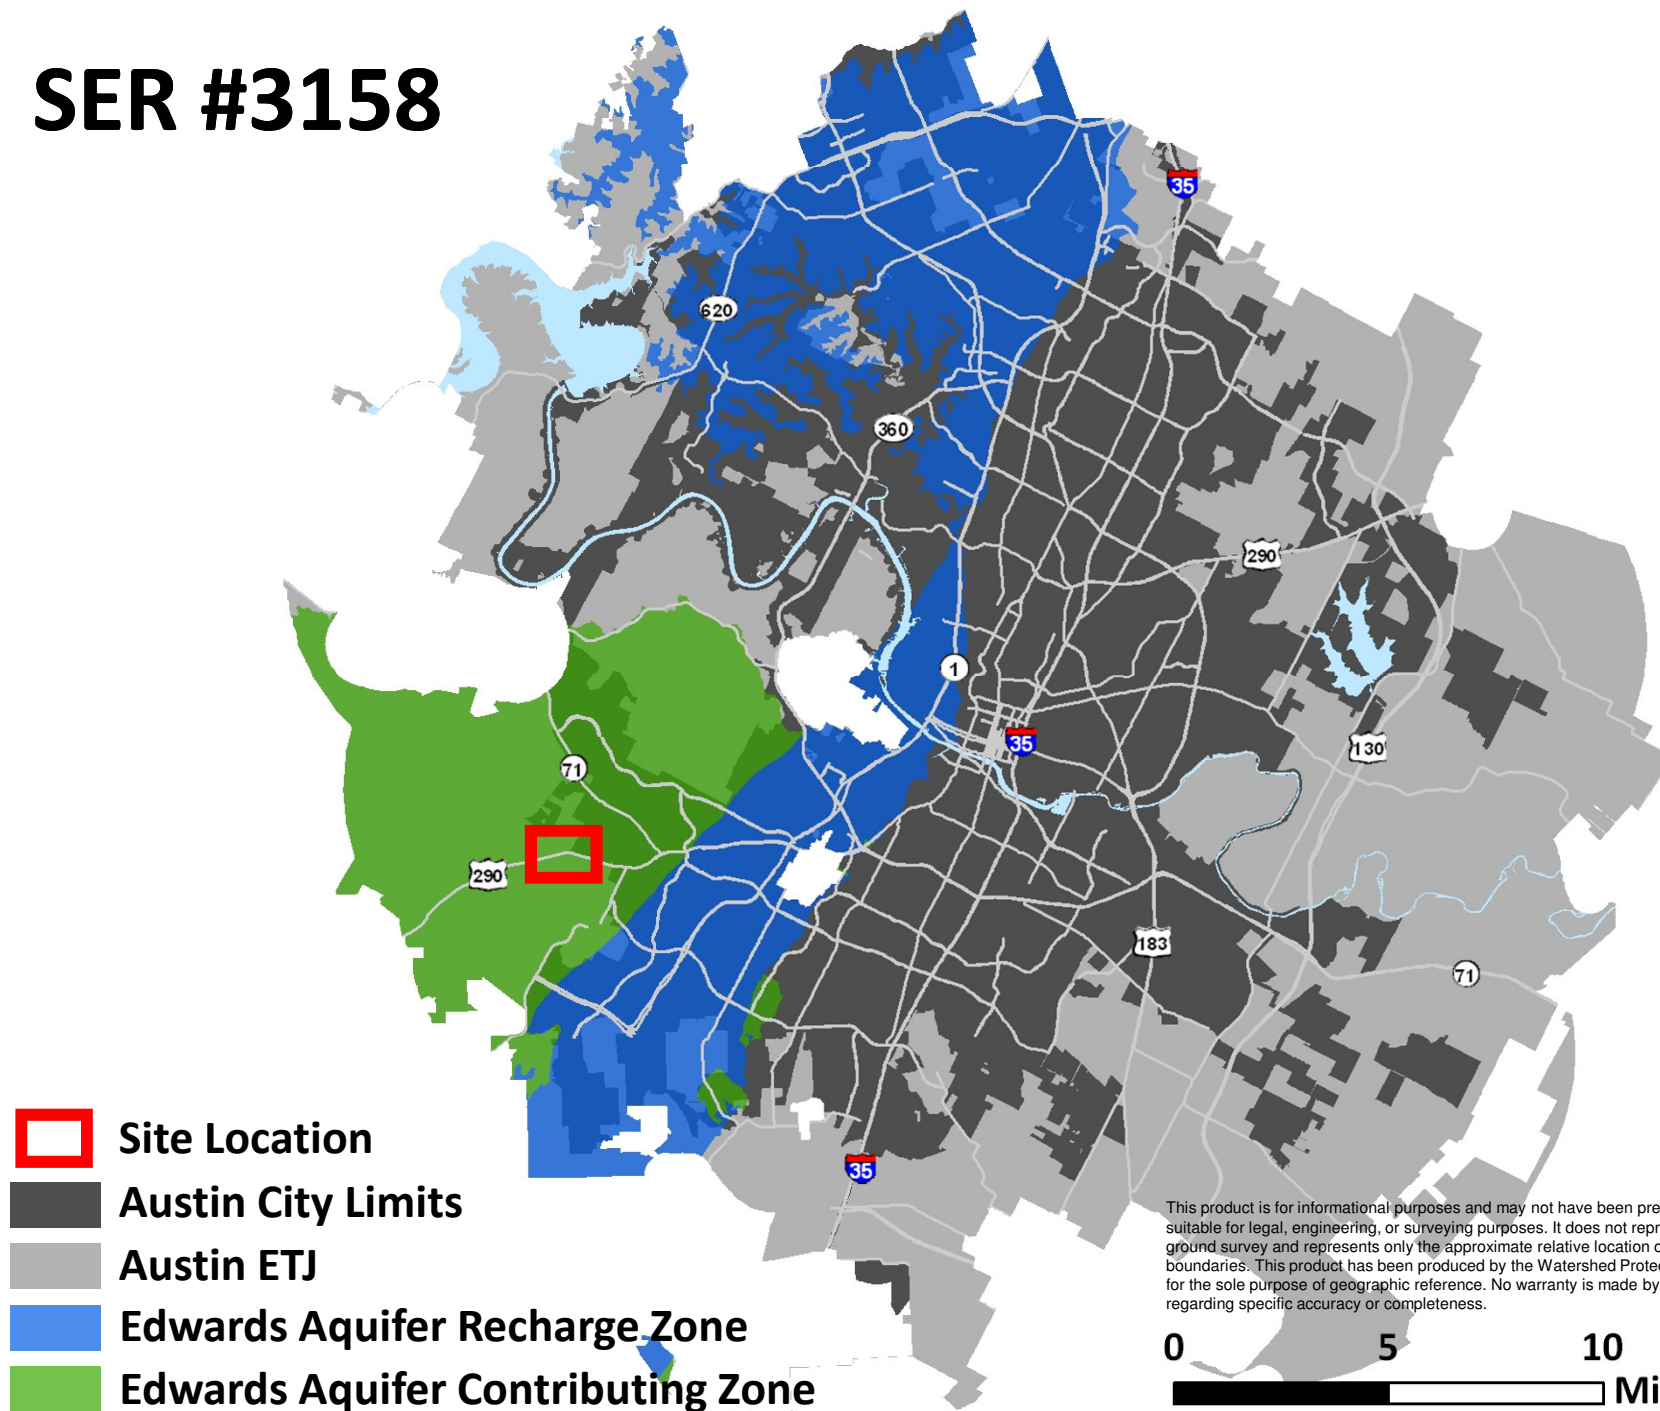 SER #3158
35
620
360
290
1
35
130
71
290
183
71
35
Site Location
Austin City Limits
Austin ETJ
Edwards Aquifer Recharge Zone
Edwards Aquifer Contributing Zone
This product is for informational purposes and may not have been pre
suitable for legal, engineering, or surveying purposes. It does not repr
ground survey and represents only the approximate relative location o
boundaries. This product has been produced by the Watershed Prote
for the sole purpose of geographic reference. No warranty is made by
regarding specific accuracy or completeness.
0 5 10
Mi